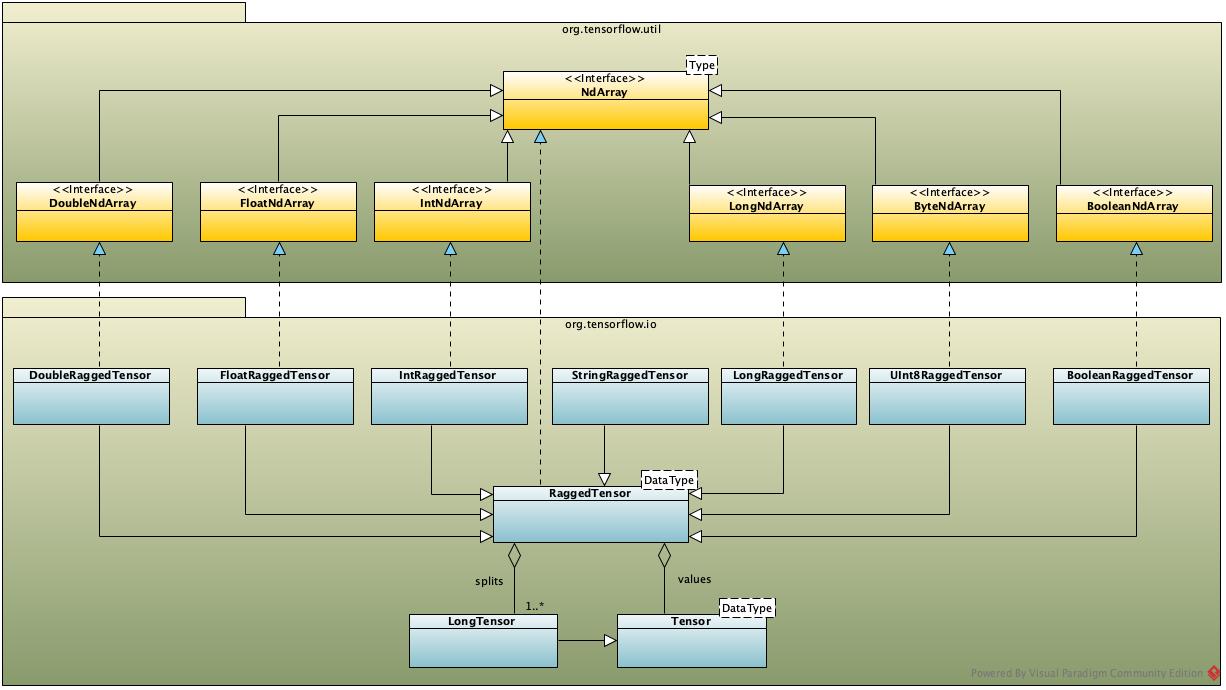 org.tensorflow.util
Type
<<Interface>>
NdArray
<<Interface>>
DoubleNdArray
<<Interface>>
FloatNdArray
<<Interface>>
IntNdArray
<<Interface>>
LongNdArray
<<Interface>>
ByteNdArray
<<Interface>>
BooleanNdArray
org.tensorflow.io
DoubleRaggedTensor
FloatRaggedTensor
IntRaggedTensor
StringRaggedTensor
LongRaggedTensor
UInt8RaggedTensor
BooleanRaggedTensor
DataType
RaggedTensor
splits
values
1..*
DataType
LongTensor
Tensor
Powered By Visual Paradigm Community Edition